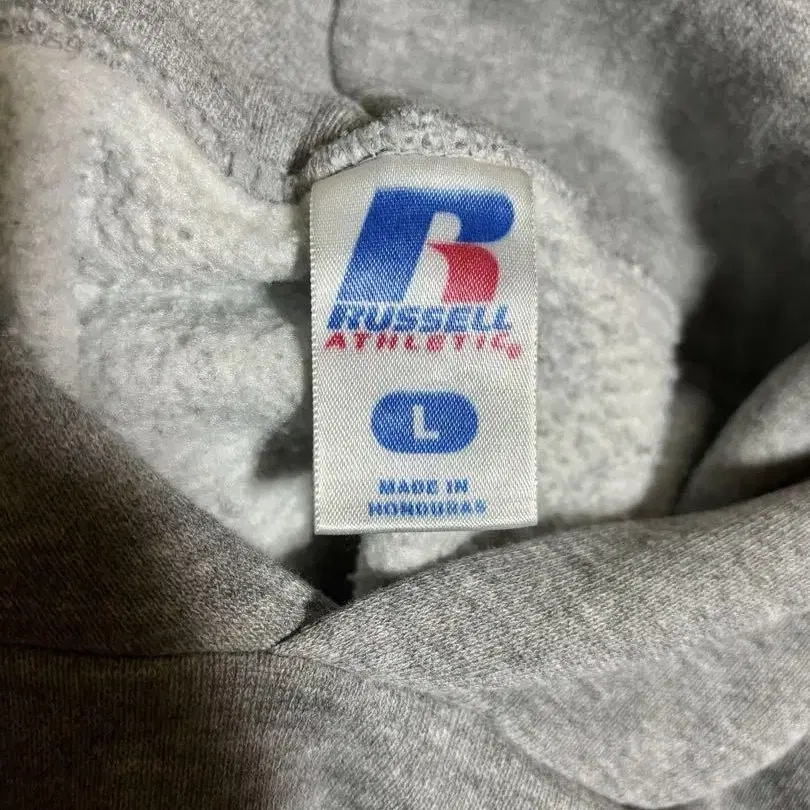 RUSSELL
ATHLETIC®
L
MADE IN
HONDURAS